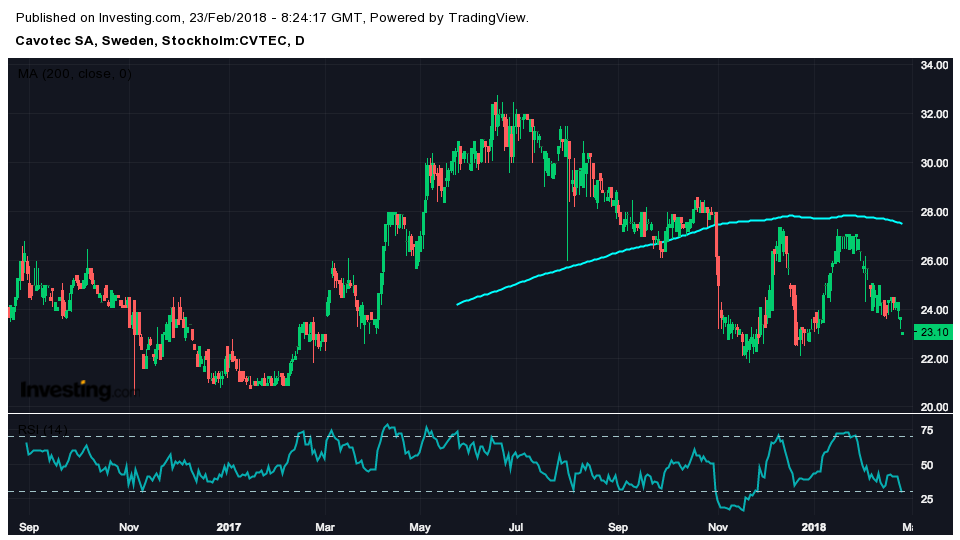 Published on Investing.com, 23/Feb/2018 - 8:24:17 GMT, Powered by TradingView.
Cavotec SA, Sweden, Stockholm:CVTEC, D
MA (200, close, 0)
34.00
32.00
30.00
28.00
26.00
24.00
23.10
22.00
20.00
Investing.com
RSI (14)
75
50
25
Sep Nov 2017 Mar May Jul Sep Nov 2018 Ma